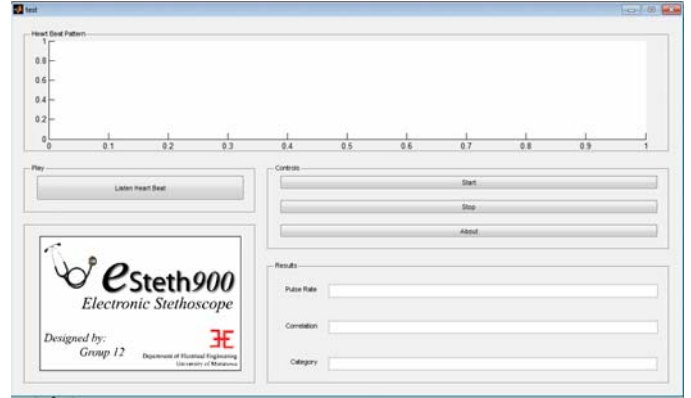 test
Heart Beat Pattern
1
0.8
0.6
0.4
0.2
0
0 0.1 0.2 0.3 0.4 0.5 0.6 0.7 0.8 0.9 1
Play
Listen Heart Beat
Controls
Start
Stop
About
eSteth900
Electronic Stethoscope
Designed by:
Group 12
Department of Electrical Engineering
University of Moratuwa
Results
Pulse Rate
Correlation
Category